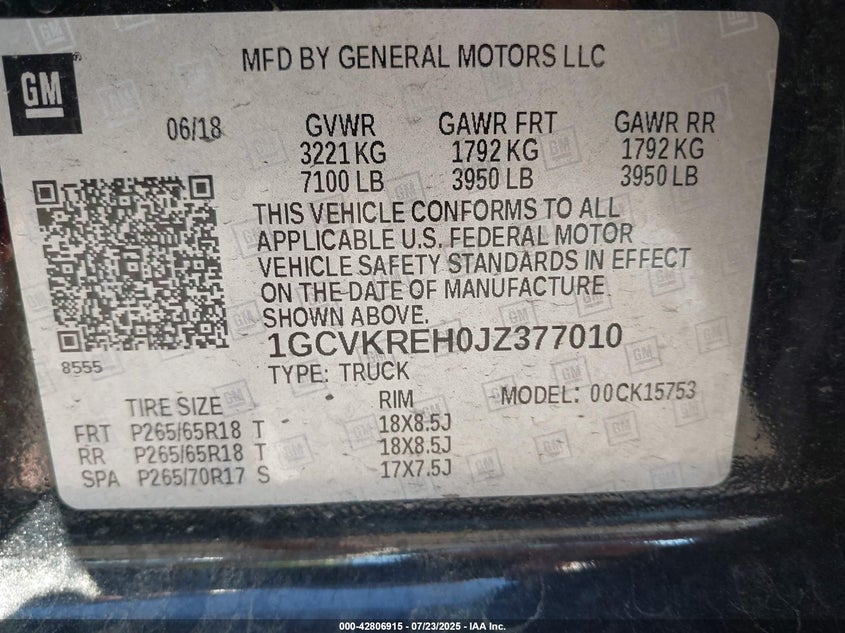 MFD BY GENERAL MOTORS LLC
GM
06/18 GVWR GAWR FRT GAWR RR
3221 KG 1792 KG 1792 KG
7100 LB 3950 LB 3950 LB
THIS VEHICLE CONFORMS TO ALL
APPLICABLE U.S. FEDERAL MOTOR
VEHICLE SAFETY STANDARDS IN EFFECT
ON THE DATE OF MANUFACTURE
SHOWN ABOVE.
1GCVKREH0JZ377010
8555
TYPE: TRUCK
TIRE SIZE RIM MODEL: 00CK15753
FRT P265/65R18 T 18X8.5J
RR P265/65R18 T 18X8.5J
SPA P265/70R17 S 17X7.5J
000-42806915 - 07/23/2025 - IAA Inc.